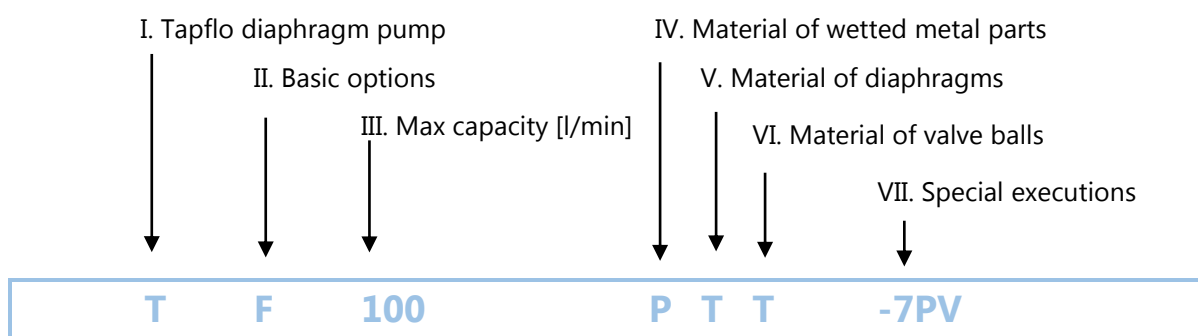 I. Tapflo diaphragm pump
IV. Material of wetted metal parts
II. Basic options
V. Material of diaphragms
III. Max capacity [l/min]
VI. Material of valve balls
VII. Special executions
T F 100 P T T -7PV